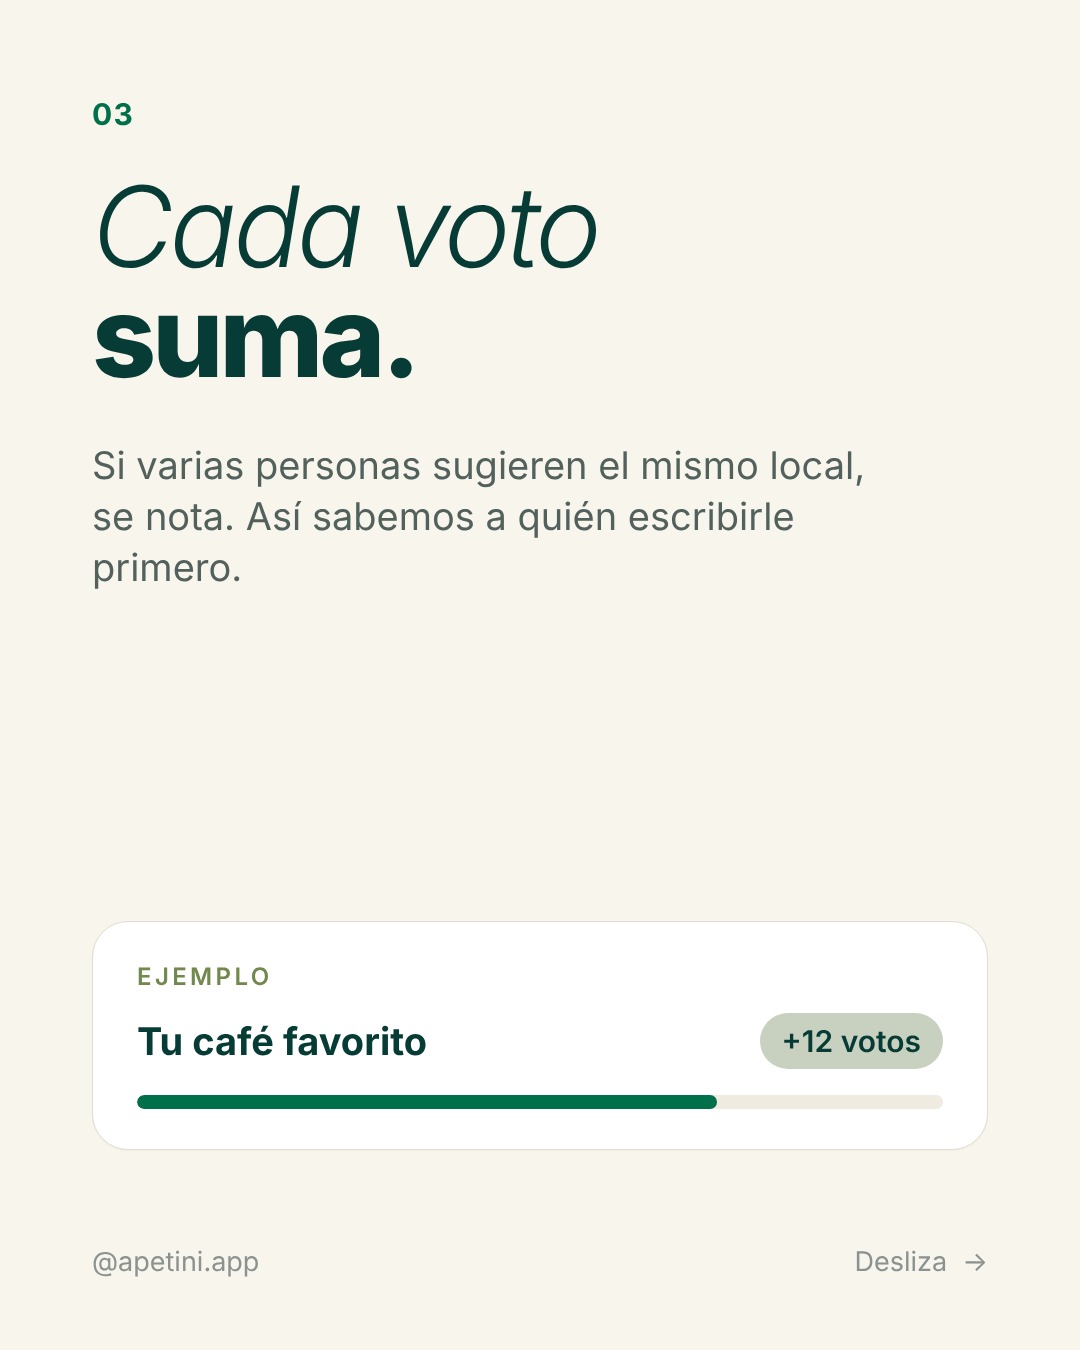 03
Cada voto
suma.
Si varias personas sugieren el mismo local,
se nota. Así sabemos a quién escribirle
primero.
EJEMPLO
Tu café favorito
+12 votos
@apetini.app
Desliza →